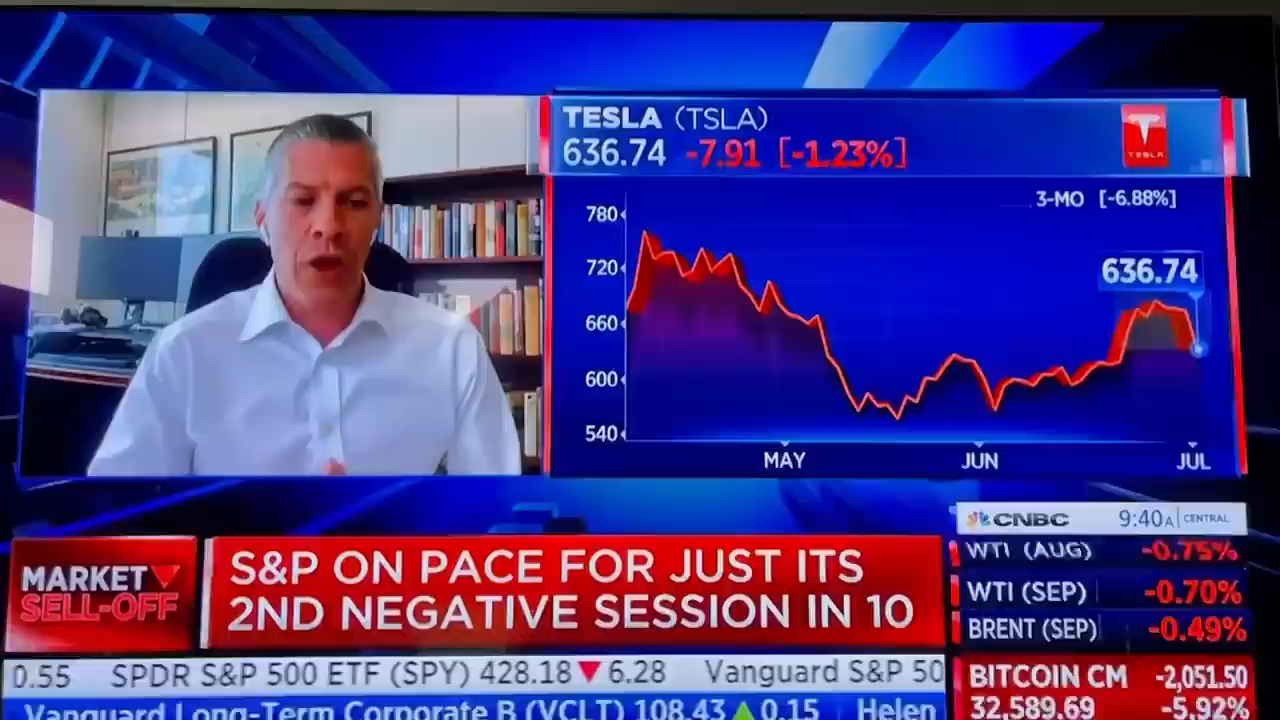 TESLA (TSLA)
636.74 -7.91 [-1.23%]
TESLA
3-MO [-6.88%]
780
720
660
600
540
636.74
MAY JUN JUL
CNBC 9:40A CENTRAL
MARKET
SELL-OFF
S&P ON PACE FOR JUST ITS
2ND NEGATIVE SESSION IN 10
WTI (AUG) -0.75%
WTI (SEP) -0.70%
BRENT (SEP) -0.49%
BITCOIN CM -2,051.50
32,589.69 -5.92%
0.55 SPDR S&P 500 ETF (SPY) 428.18▼6.28 Vanguard S&P 50
Vanguard Long-Term Corporate B (VCLT) 108.43▲0.15 Helen